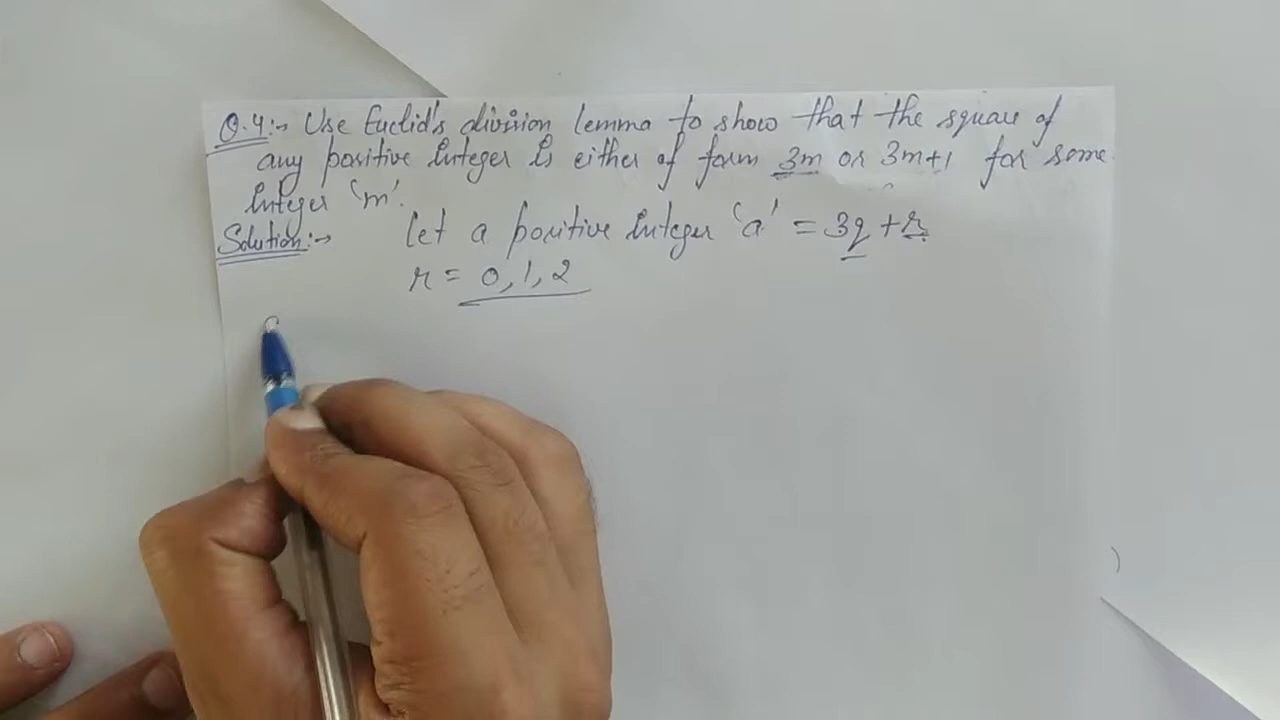 Q.4:→ Use Euclid's division lemma to show that the square of
any positive integer is either of form 3m or 3m+1 for some
integer 'm'.
Solution:→ let a positive integer 'a' = 3q + r
r = 0, 1, 2